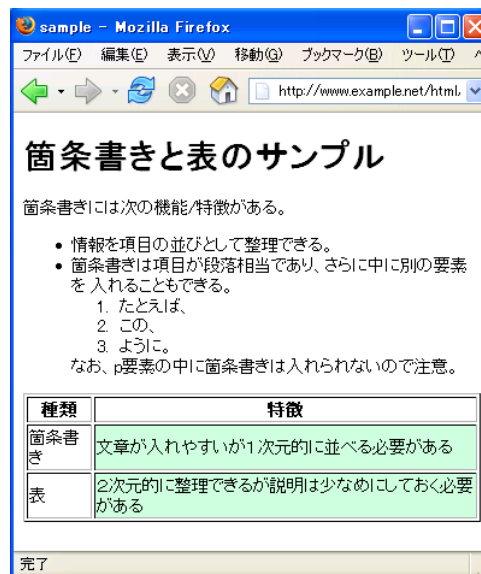 sample - Mozilla Firefox
ファイル(F) 編集(E) 表示(V) 移動(G) ブックマーク(B) ツール(T)
http://www.example.net/html,
箇条書きと表のサンプル
箇条書きには次の機能/特徴がある。
• 情報を項目の並びとして整理できる。
• 箇条書きは項目が段落相当であり、さらに中に別の要素
を 入れることもできる。
1. たとえば、
2. この、
3. ように。
なお、p要素の中に箇条書きは入れられないので注意。
種類 特徴
箇条書
き
文章が入れやすいが1次元的に並べる必要がある
表
2次元的に整理できるが説明は少なめにしておく必要
がある
完了